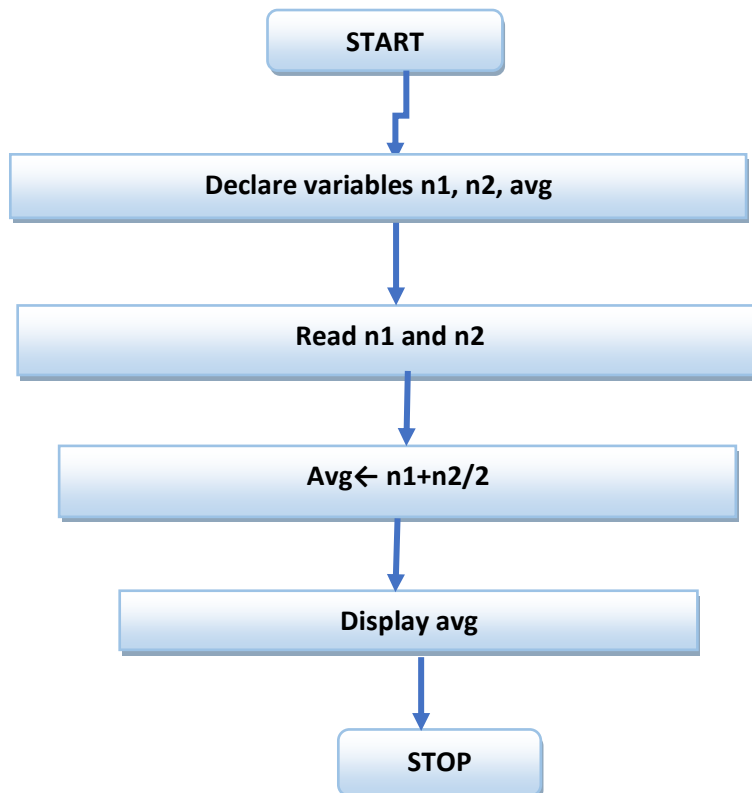 START
Declare variables n1, n2, avg
Read n1 and n2
Avg← n1+n2/2
Display avg
STOP